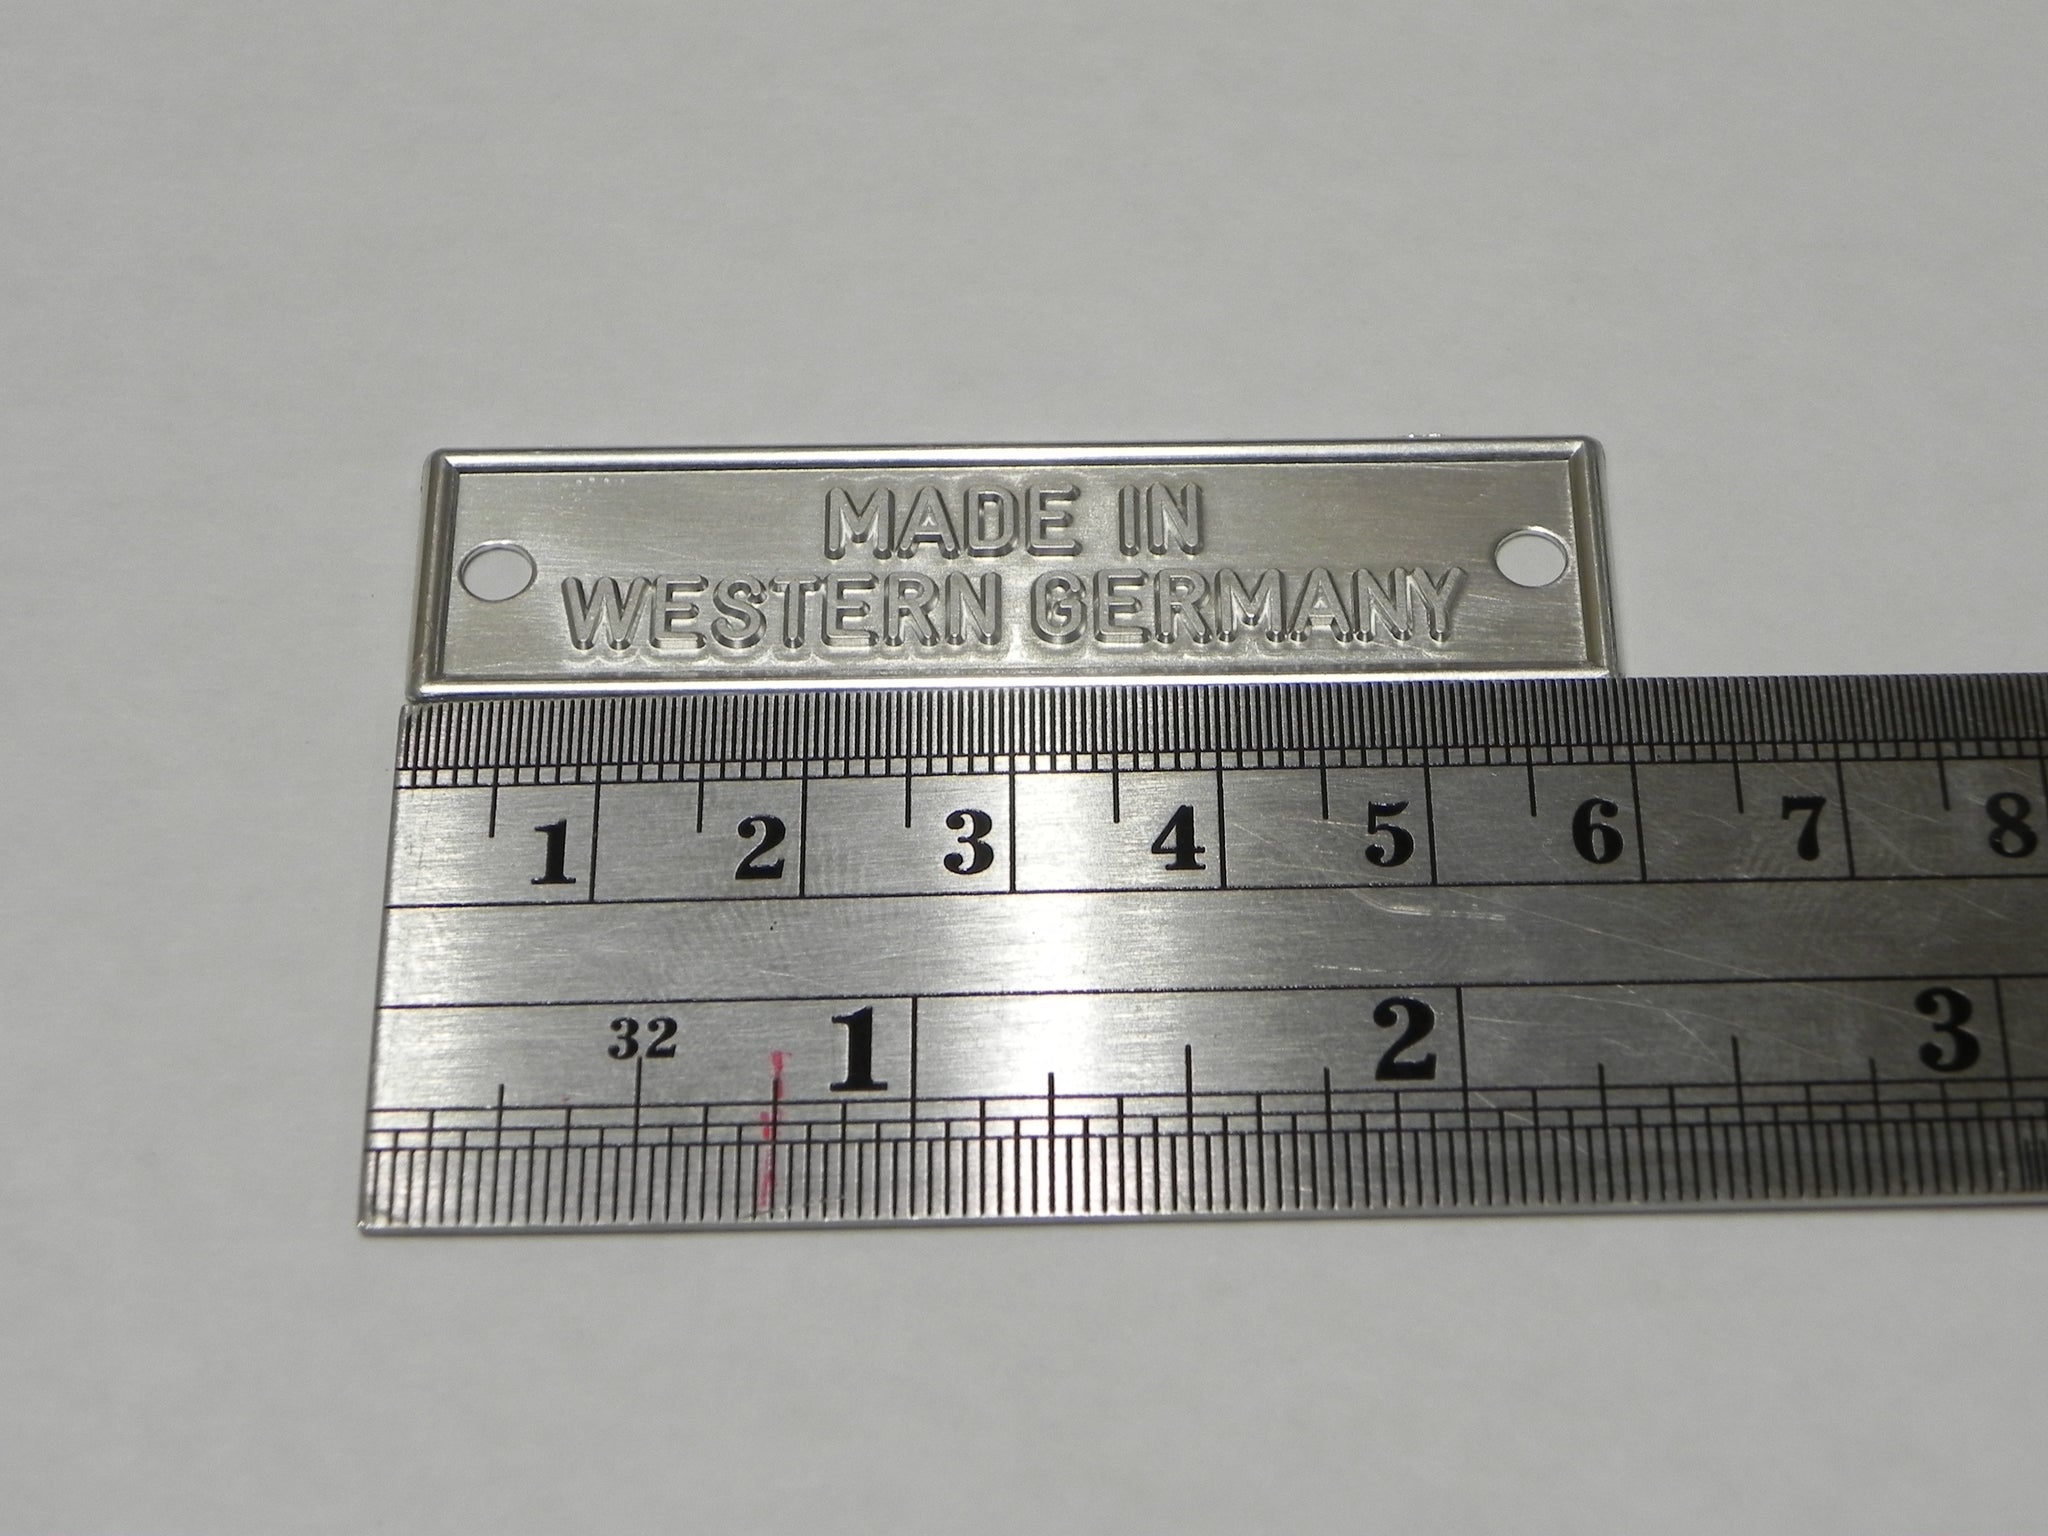 MADE IN
WESTERN GERMANY
1 2 3 4 5 6 7 8
32 1 2 3